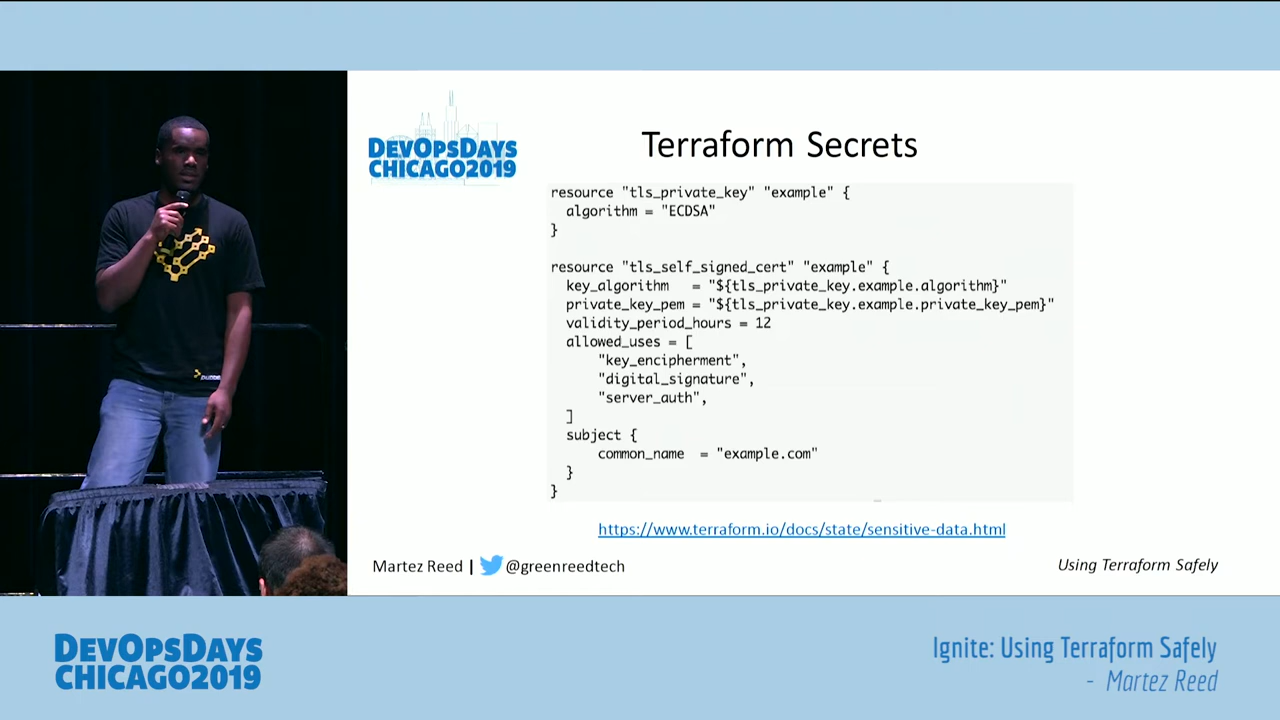 DEVOPSDAYS
CHICAGO2019
Terraform Secrets
resource "tls_private_key" "example" {
  algorithm = "ECDSA"
}
resource "tls_self_signed_cert" "example" {
  key_algorithm   = "${tls_private_key.example.algorithm}"
  private_key_pem = "${tls_private_key.example.private_key_pem}"
  validity_period_hours = 12
  allowed_uses = [
      "key_encipherment",
      "digital_signature",
      "server_auth",
  ]
  subject {
      common_name  = "example.com"
  }
}
https://www.terraform.io/docs/state/sensitive-data.html
Martez Reed | @greenreedtech
Using Terraform Safely
DEVOPSDAYS
CHICAGO2019
Ignite: Using Terraform Safely
- Martez Reed